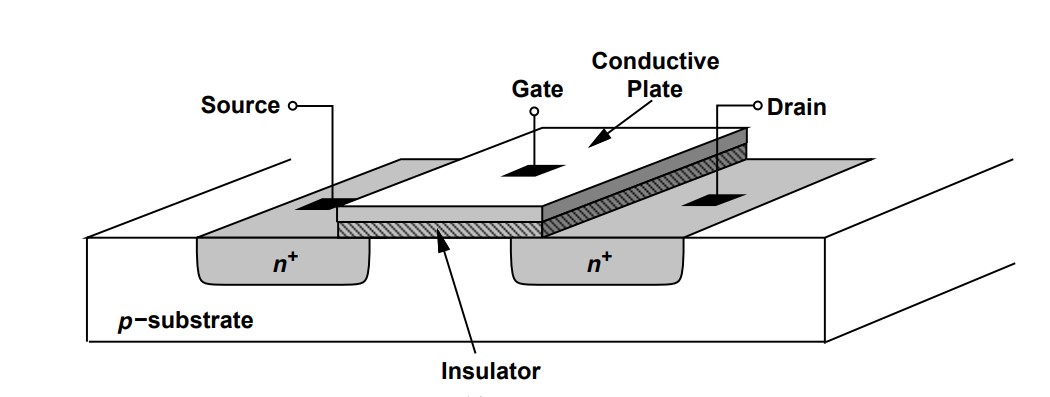 Conductive
Plate
Gate
Source
Drain
n+
n+
p−substrate
Insulator